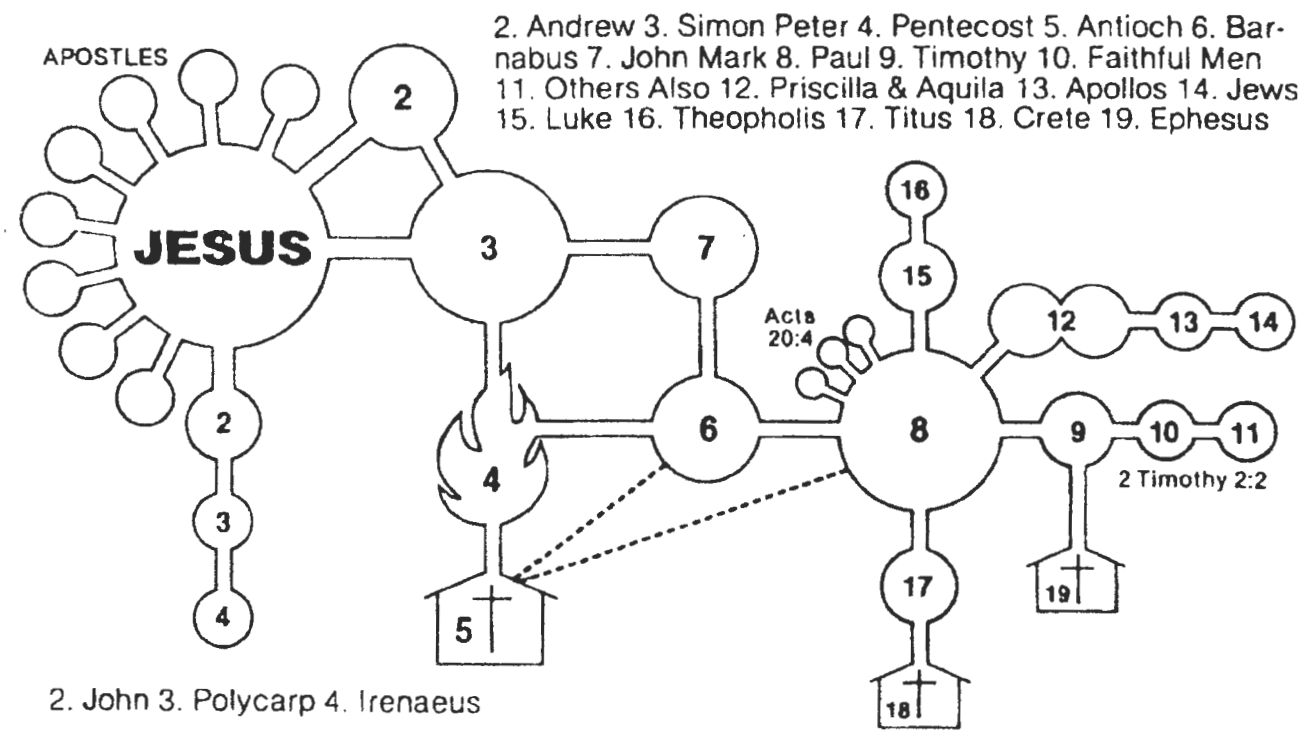 2. Andrew 3. Simon Peter 4. Pentecost 5. Antioch 6. Bar-
nabus 7. John Mark 8. Paul 9. Timothy 10. Faithful Men
11. Others Also 12. Priscilla & Aquila 13. Apollos 14. Jews
15. Luke 16. Theopholis 17. Titus 18. Crete 19. Ephesus
APOSTLES
2
JESUS
3
7
16
15
Acts
20:4
12
13
14
2
6
8
9
10
11
2 Timothy 2:2
4
3
17
19
4
5
18
2. John 3. Polycarp 4. Irenaeus